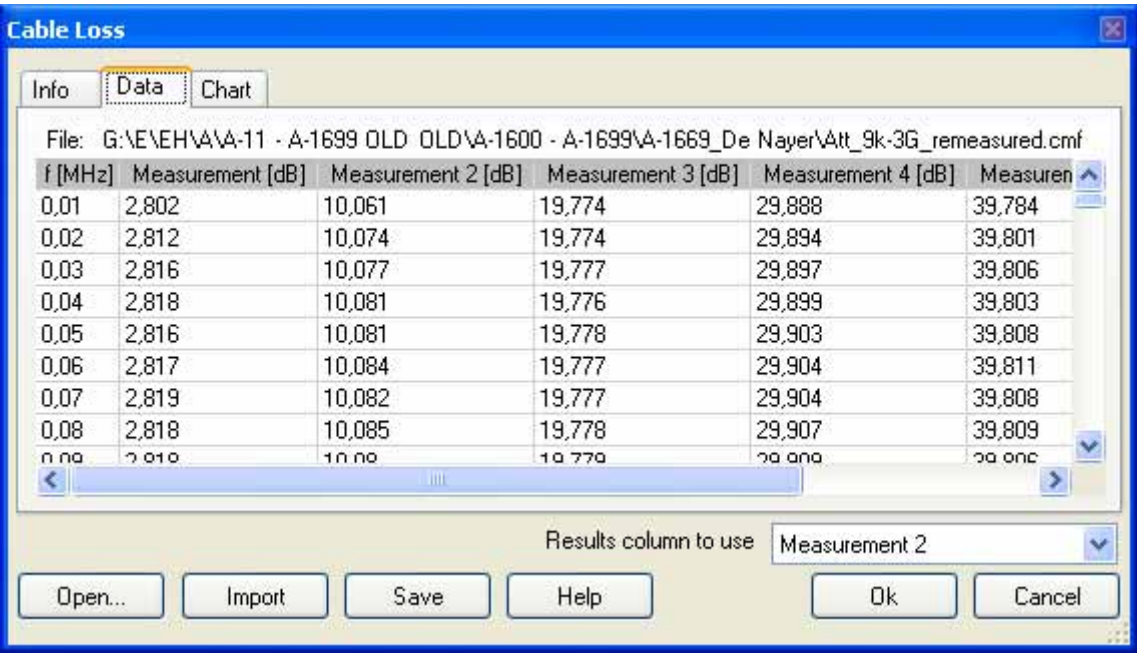 Cable Loss
Info Data Chart
File: G:\E\EH\A\A-11 - A-1699 OLD OLD\A-1600 - A-1699\A-1669_De Nayer\Att_9k-3G_remeasured.cmf
f [MHz] Measurement [dB] Measurement 2 [dB] Measurement 3 [dB] Measurement 4 [dB] Measuren
0,01 2,802 10,061 19,774 29,888 39,784
0,02 2,812 10,074 19,774 29,894 39,801
0,03 2,816 10,077 19,777 29,897 39,806
0,04 2,818 10,081 19,776 29,899 39,803
0,05 2,816 10,081 19,778 29,903 39,808
0,06 2,817 10,084 19,777 29,904 39,811
0,07 2,819 10,082 19,777 29,904 39,808
0,08 2,818 10,085 19,778 29,907 39,809
0,09 19,779 29,909
Results column to use Measurement 2
Open... Import Save Help Ok Cancel